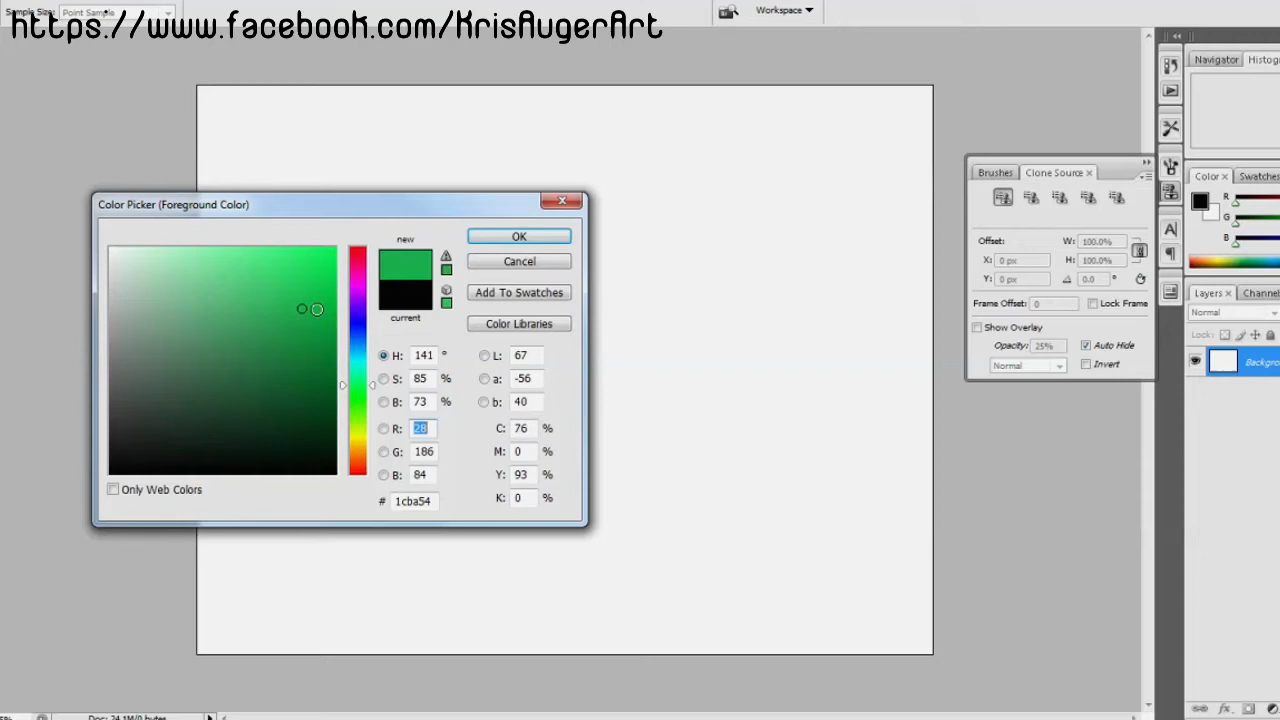 Sample Size: Point Sample
Workspace
https://www.facebook.com/KrisAugerArt
Navigator
Histog
Brushes
Clone Source ×
Color ×
Swatches
R
G
B
Offset:
W: 100.0%
X: 0 px
H: 100.0%
Y: 0 px
0.0 °
Frame Offset: 0
Lock Frame
Show Overlay
Opacity: 25%
Auto Hide
Normal
Invert
Layers ×
Channels
Normal
Lock:
Backgro
Color Picker (Foreground Color)
new
current
OK
Cancel
Add To Swatches
Color Libraries
H: 141 °
L: 67
S: 85 %
a: -56
B: 73 %
b: 40
R: 28
C: 76 %
G: 186
M: 0 %
B: 84
Y: 93 %
# 1cba54
K: 0 %
Only Web Colors
Doc: 24.1M/0 bytes